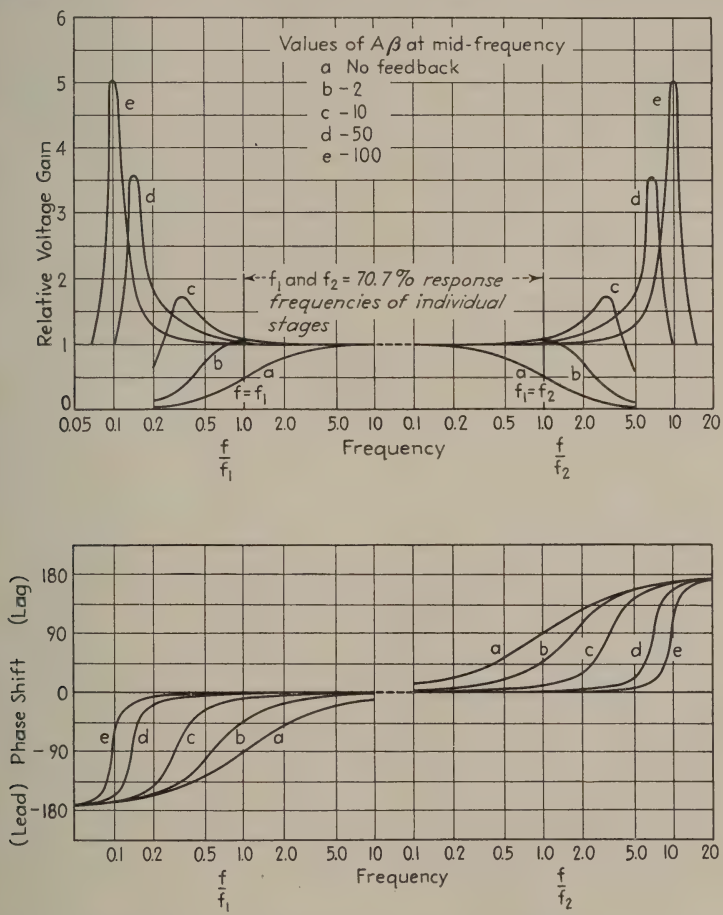 6
5
4
3
2
1
0
Relative Voltage Gain
Values of Aβ at mid-frequency
a No feedback
b -2
c -10
d -50
e -100
e
d
c
b
a
f=f₁
f₁ and f₂ = 70.7% response
frequencies of individual
stages
e
d
c
b
a
f₁=f₂
0.05 0.1 0.2 0.5 1.0 2.0 5.0 10 0.1 0.2 0.5 1.0 2.0 5.0 10 20
f/f₁ Frequency f/f₂
(Lead) Phase Shift (Lag)
180
90
0
-90
-180
a
b
c
d
e
e
d
c
b
a
0.1 0.2 0.5 1.0 2.0 5.0 10 0.1 0.2 0.5 1.0 2.0 5.0 10 20
f/f₁ Frequency f/f₂